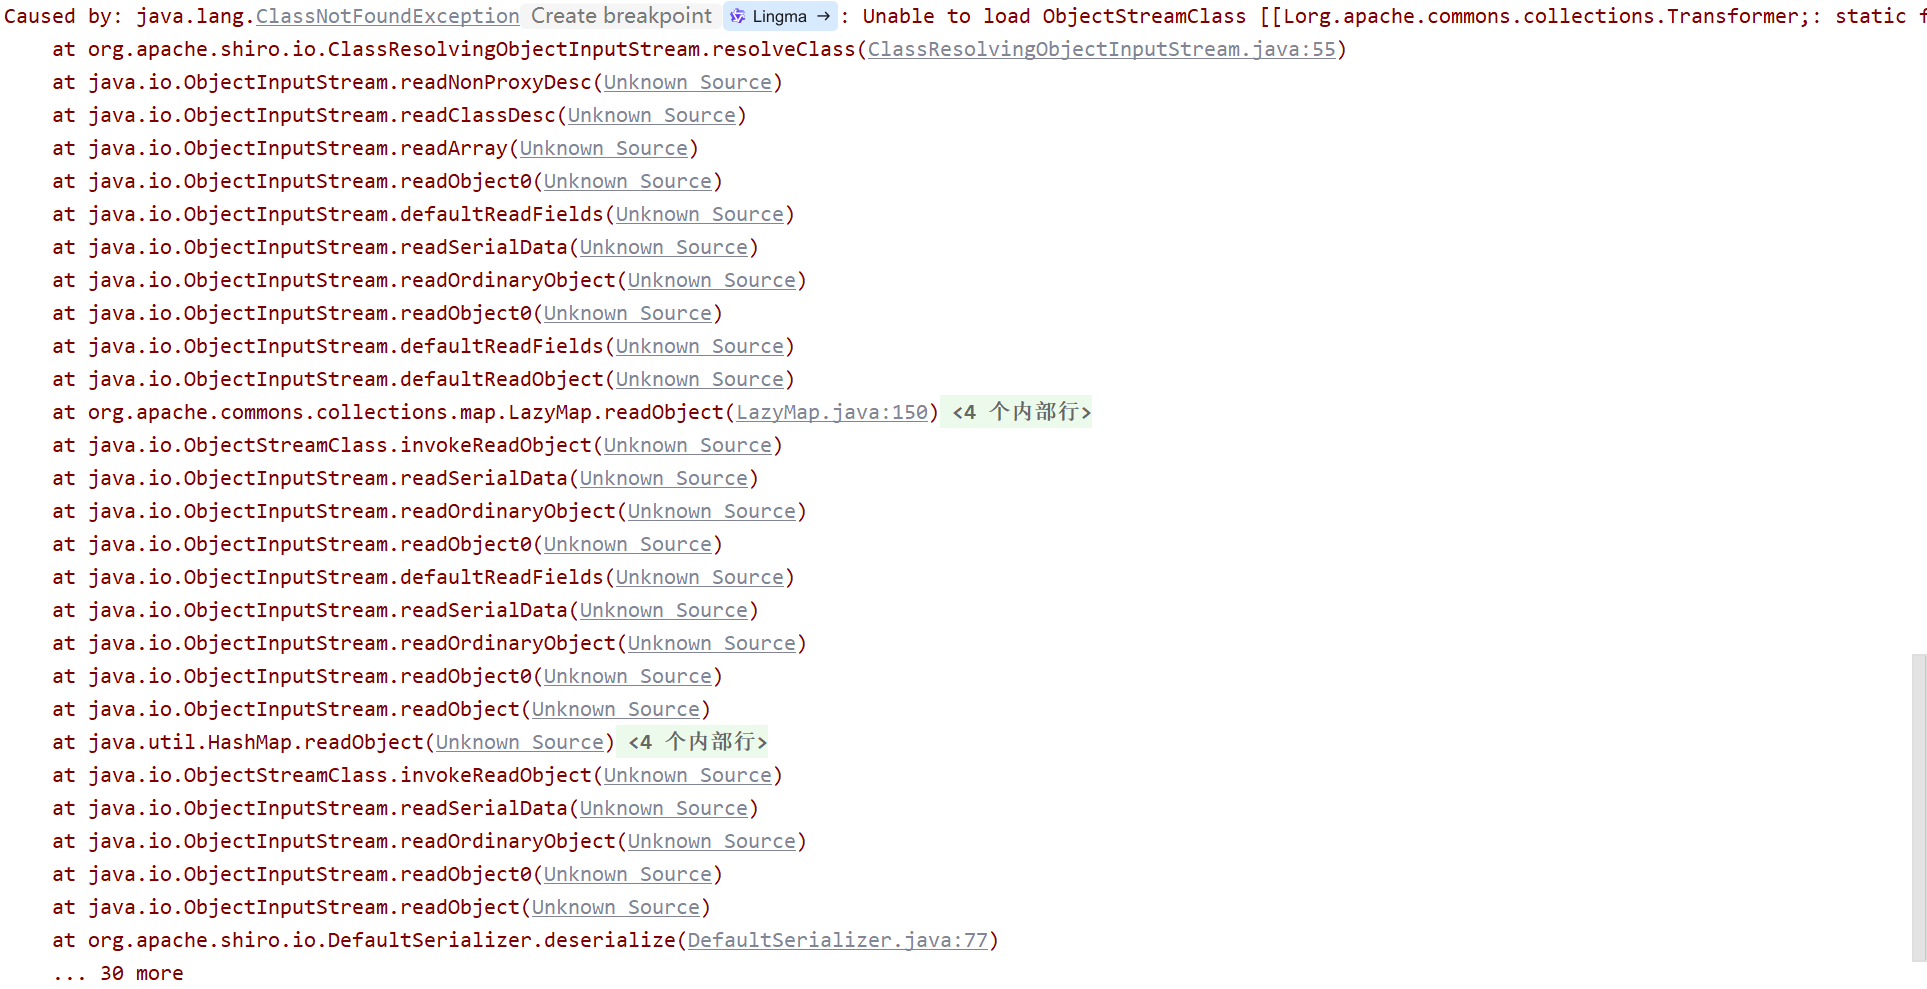 Caused by: java.lang.ClassNotFoundException Create breakpoint Lingma → : Unable to load ObjectStreamClass [[Lorg.apache.commons.collections.Transformer;: static f
at org.apache.shiro.io.ClassResolvingObjectInputStream.resolveClass(ClassResolvingObjectInputStream.java:55)
at java.io.ObjectInputStream.readNonProxyDesc(Unknown Source)
at java.io.ObjectInputStream.readClassDesc(Unknown Source)
at java.io.ObjectInputStream.readArray(Unknown Source)
at java.io.ObjectInputStream.readObject0(Unknown Source)
at java.io.ObjectInputStream.defaultReadFields(Unknown Source)
at java.io.ObjectInputStream.readSerialData(Unknown Source)
at java.io.ObjectInputStream.readOrdinaryObject(Unknown Source)
at java.io.ObjectInputStream.readObject0(Unknown Source)
at java.io.ObjectInputStream.defaultReadFields(Unknown Source)
at java.io.ObjectInputStream.defaultReadObject(Unknown Source)
at org.apache.commons.collections.map.LazyMap.readObject(LazyMap.java:150) <4 个内部行>
at java.io.ObjectStreamClass.invokeReadObject(Unknown Source)
at java.io.ObjectInputStream.readSerialData(Unknown Source)
at java.io.ObjectInputStream.readOrdinaryObject(Unknown Source)
at java.io.ObjectInputStream.readObject0(Unknown Source)
at java.io.ObjectInputStream.defaultReadFields(Unknown Source)
at java.io.ObjectInputStream.readSerialData(Unknown Source)
at java.io.ObjectInputStream.readOrdinaryObject(Unknown Source)
at java.io.ObjectInputStream.readObject0(Unknown Source)
at java.io.ObjectInputStream.readObject(Unknown Source)
at java.util.HashMap.readObject(Unknown Source) <4 个内部行>
at java.io.ObjectStreamClass.invokeReadObject(Unknown Source)
at java.io.ObjectInputStream.readSerialData(Unknown Source)
at java.io.ObjectInputStream.readOrdinaryObject(Unknown Source)
at java.io.ObjectInputStream.readObject0(Unknown Source)
at java.io.ObjectInputStream.readObject(Unknown Source)
at org.apache.shiro.io.DefaultSerializer.deserialize(DefaultSerializer.java:77)
... 30 more